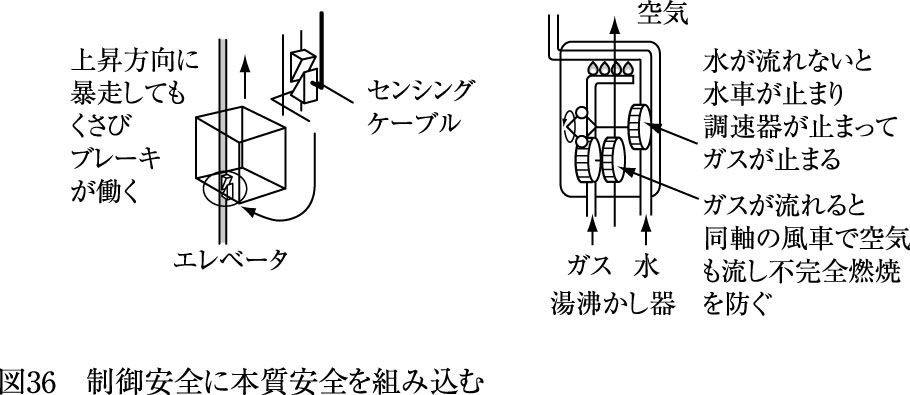 上昇方向に
暴走しても
くさび
ブレーキ
が働く
センシング
ケーブル
エレベータ
空気
水が流れないと
水車が止まり
調速器が止まって
ガスが止まる
ガスが流れると
同軸の風車で空気
も流し不完全燃焼
を防ぐ
ガス 水
湯沸かし器
図36 制御安全に本質安全を組み込む